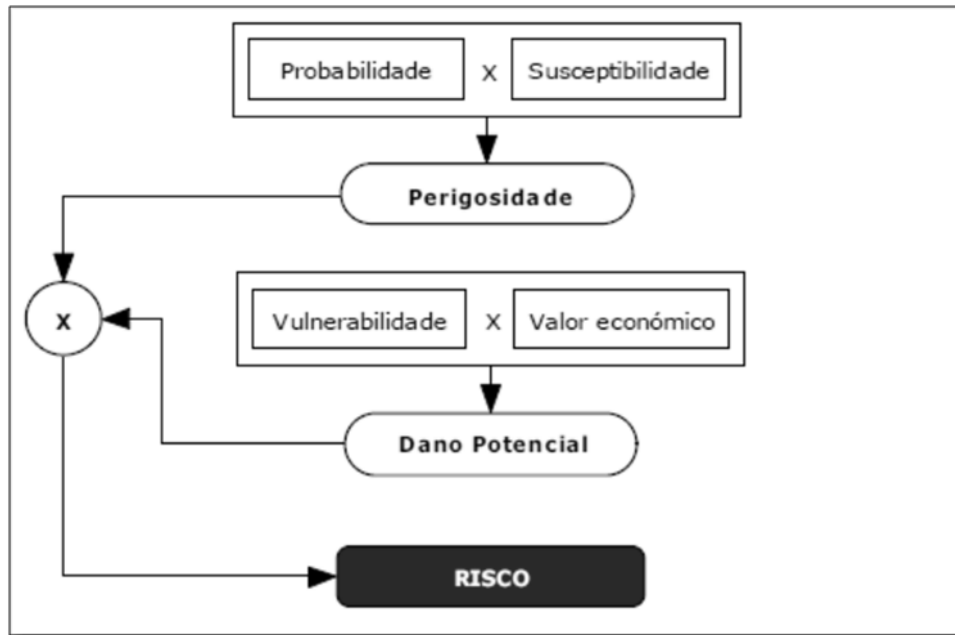 Probabilidade X Susceptibilidade
Perigosidade
X
Vulnerabilidade X Valor económico
Dano Potencial
RISCO